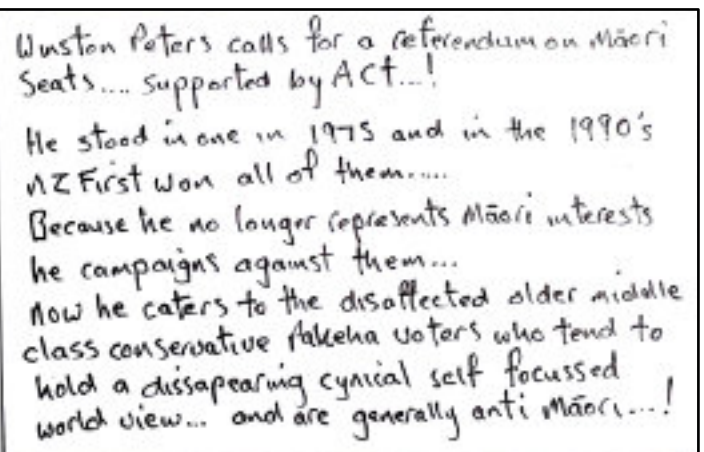 Winston Peters calls for a referendum on Māori
Seats.... supported by ACT...!
He stood in one in 1975 and in the 1990's
NZ First won all of them.....
Because he no longer represents Māori interests
he campaigns against them...
Now he caters to the disaffected older middle
class conservative Pakeha voters who tend to
hold a dissapearing cynical self focussed
world view... and are generally anti Māori...!